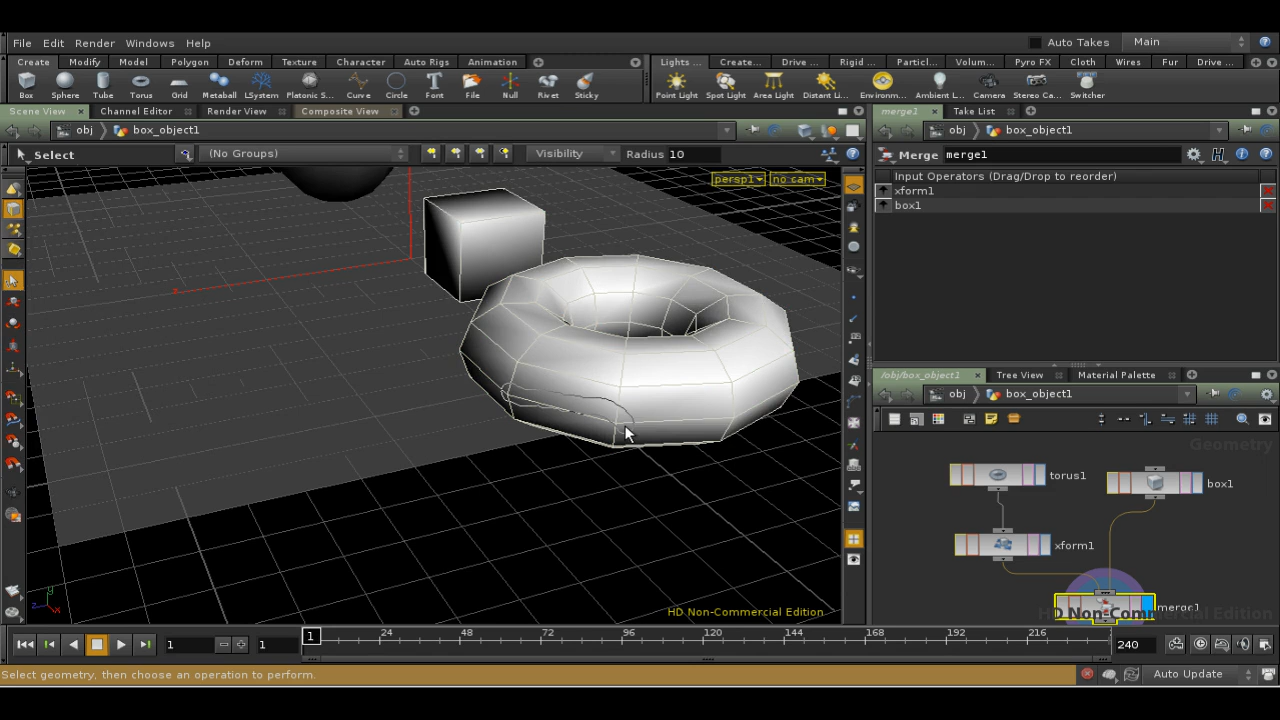 File Edit Render Windows Help Auto Takes Main
Create Modify Model Polygon Deform Texture Character Auto Rigs Animation Lights ... Create... Drive ... Rigid ... Particl... Volum... Pyro FX Cloth Wires Fur Drive ...
Box Sphere Tube Torus Grid Metaball LSystem Platonic S... Curve Circle Font File Null Rivet Sticky Point Light Spot Light Area Light Distant Li... Environm... Ambient L... Camera Stereo Ca... Switcher
Scene View Channel Editor Render View Composite View merge1 Take List
obj box_object1 obj box_object1
Select (No Groups) Visibility Radius 10 Merge merge1
persp1 no cam Input Operators (Drag/Drop to reorder)
xform1
box1
/obj/box_object1 Tree View Material Palette
obj box_object1
Geometry
torus1 box1
xform1
merge1
HD Non-Commercial Edition HD Non-Commercial Edition
1 1 1 24 48 72 96 120 144 168 192 216 240
Select geometry, then choose an operation to perform. Auto Update